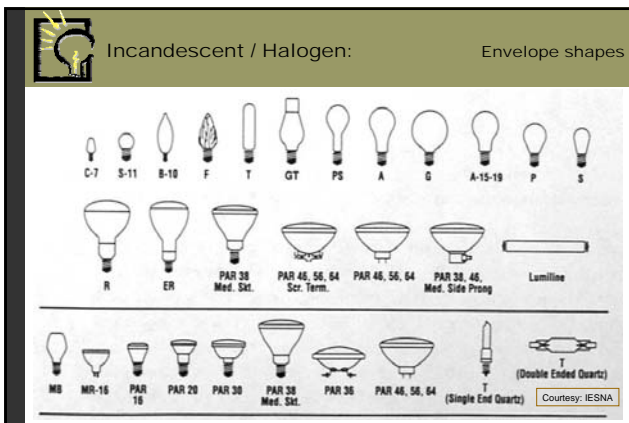 Incandescent / Halogen: Envelope shapes
C-7 S-11 B-10 F T GT PS A G A-15-19 P S
R ER PAR 38 PAR 46, 56, 64 PAR 46, 56, 64 PAR 38, 46, Lumiline
Med. Skt. Scr. Term. Med. Side Prong
MB MR-16 PAR PAR 20 PAR 30 PAR 38 PAR 36 PAR 46, 56, 64 T T
16 Med. Skt. (Single End Quartz) (Double Ended Quartz)
Courtesy: IESNA